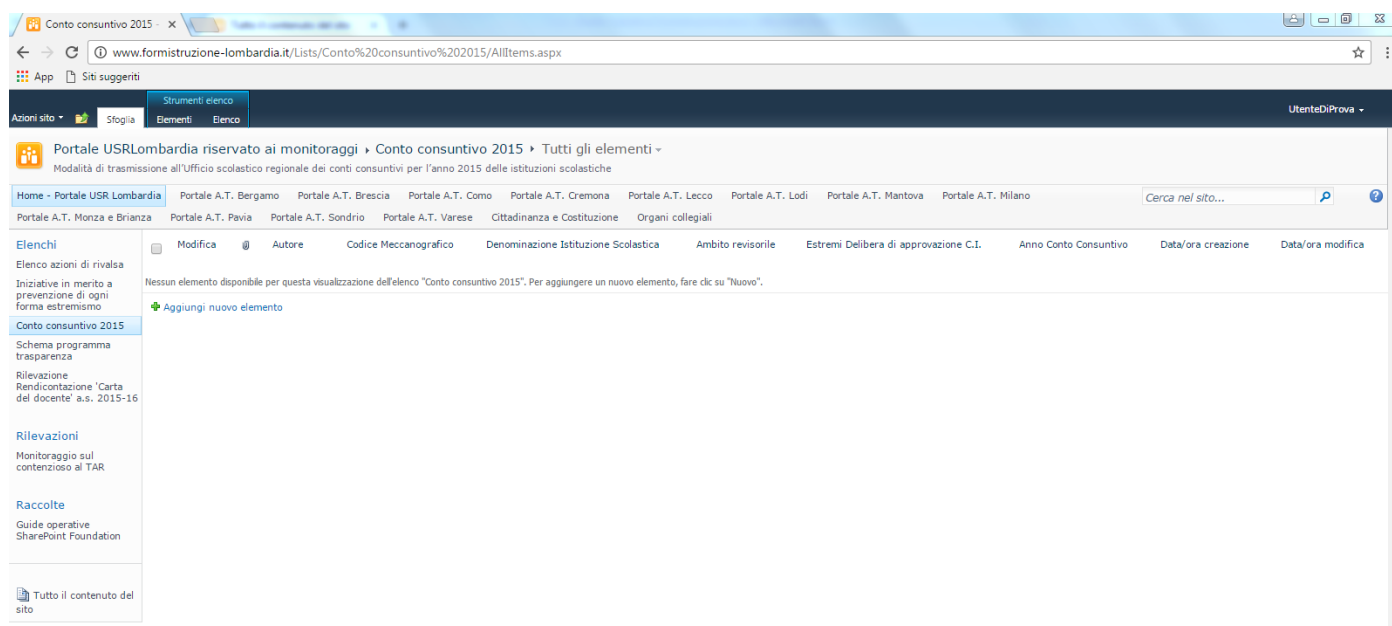 Conto consuntivo 2015 -
www.formistruzione-lombardia.it/Lists/Conto%20consuntivo%202015/AllItems.aspx
App Siti suggeriti
Strumenti elenco
Azioni sito Sfoglia Elementi Elenco UtenteDiProva
Portale USRLombardia riservato ai monitoraggi Conto consuntivo 2015 Tutti gli elementi
Modalità di trasmissione all'Ufficio scolastico regionale dei conti consuntivi per l'anno 2015 delle istituzioni scolastiche
Home - Portale USR Lombardia Portale A.T. Bergamo Portale A.T. Brescia Portale A.T. Como Portale A.T. Cremona Portale A.T. Lecco Portale A.T. Lodi Portale A.T. Mantova Portale A.T. Milano Cerca nel sito...
Portale A.T. Monza e Brianza Portale A.T. Pavia Portale A.T. Sondrio Portale A.T. Varese Cittadinanza e Costituzione Organi collegiali
Elenchi
Elenco azioni di rivalsa
Iniziative in merito a
prevenzione di ogni
forma estremismo
Conto consuntivo 2015
Schema programma
trasparenza
Rilevazione
Rendicontazione 'Carta
del docente' a.s. 2015-16
Rilevazioni
Monitoraggio sul
contenzioso al TAR
Raccolte
Guide operative
SharePoint Foundation
Tutto il contenuto del
sito
Modifica Autore Codice Meccanografico Denominazione Istituzione Scolastica Ambito revisorile Estremi Delibera di approvazione C.I. Anno Conto Consuntivo Data/ora creazione Data/ora modifica
Nessun elemento disponibile per questa visualizzazione dell'elenco "Conto consuntivo 2015". Per aggiungere un nuovo elemento, fare clic su "Nuovo".
Aggiungi nuovo elemento